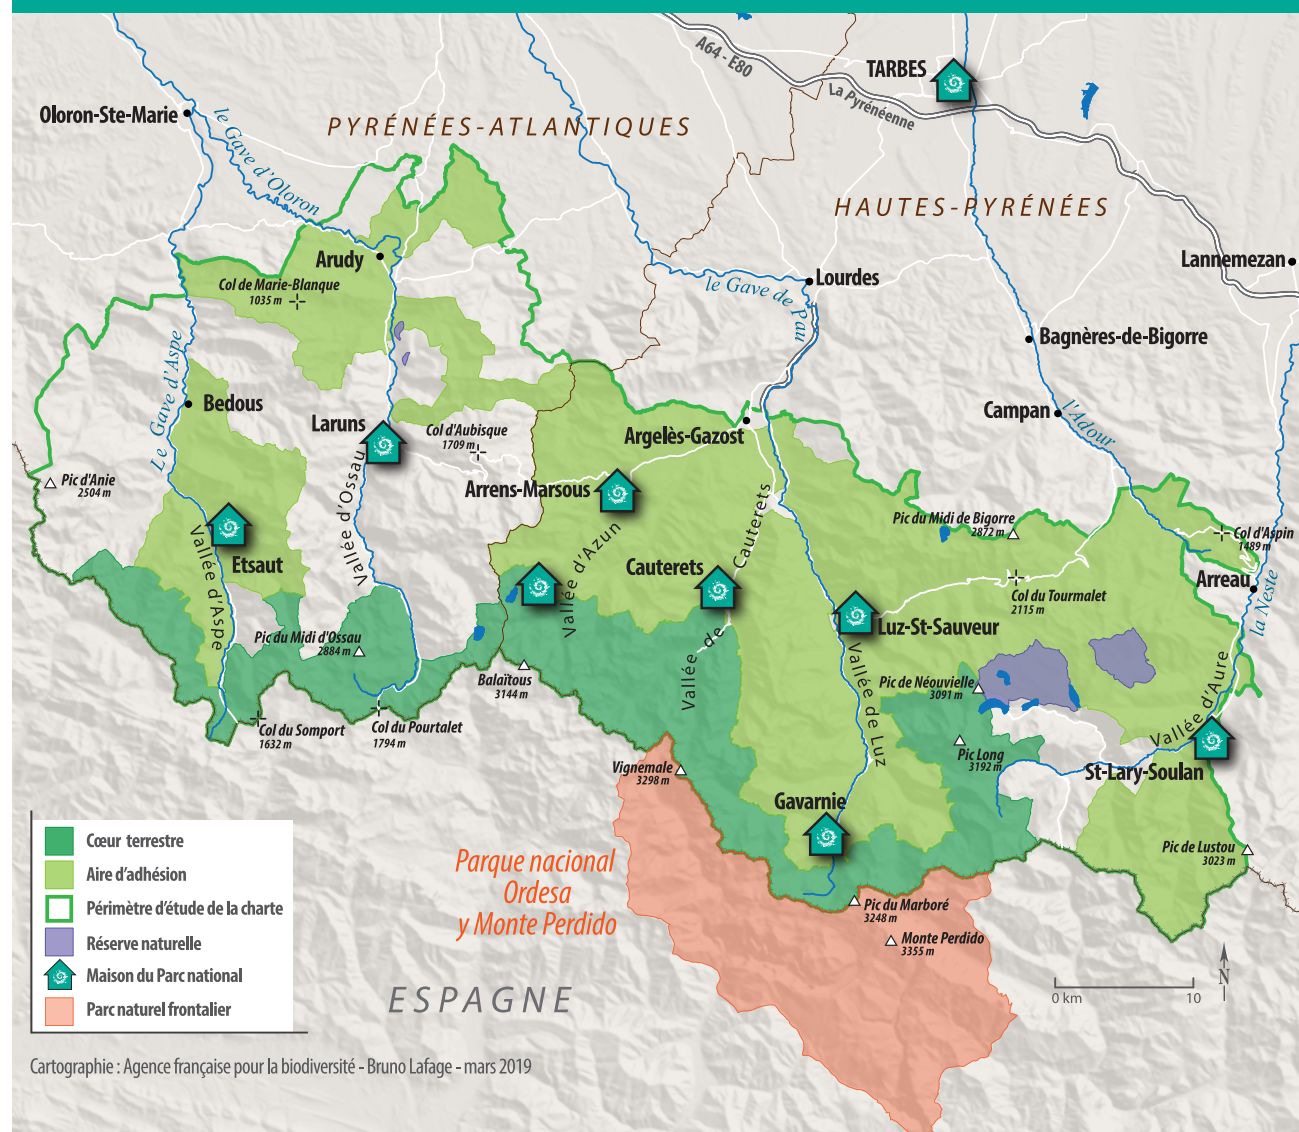 A64 - E80
TARBES
La Pyrénéenne
Oloron-Ste-Marie
le Gave d'Oloron
PYRÉNÉES-ATLANTIQUES
HAUTES-PYRÉNÉES
Arudy
Col de Marie-Blanque
1035 m
Lannemezan
Lourdes
le Gave de Pau
Bagnères-de-Bigorre
Le Gave d'Aspe
Bedous
Laruns
Col d'Aubisque
1709 m
Argelès-Gazost
Campan
l'Adour
Pic d'Anie
2504 m
Vallée d'Ossau
Arrens-Marsous
Cauterets
Vallée de
Pic du Midi de Bigorre
2872 m
Col d'Aspin
1489 m
Etsaut
Vallée d'Aspe
Vallée d'Azun
Cauterets
Arreau
la Neste
Col du Tourmalet
2115 m
Luz-St-Sauveur
Pic du Midi d'Ossau
2884 m
Balaïtous
3144 m
Vallée de Luz
Pic de Néouvielle
3091 m
Vallée d'Aure
Col du Somport
1632 m
Col du Pourtalet
1794 m
Pic Long
3192 m
Vignemale
3298 m
St-Lary-Soulan
Gavarnie
Pic de Lustou
3023 m
Parque nacional
Ordesa
y Monte Perdido
Pic du Marboré
3248 m
Monte Perdido
3355 m
ESPAGNE
N
0 km 10
Cœur terrestre
Aire d'adhésion
Périmètre d'étude de la charte
Réserve naturelle
Maison du Parc national
Parc naturel frontalier
Cartographie : Agence française pour la biodiversité - Bruno Lafage - mars 2019